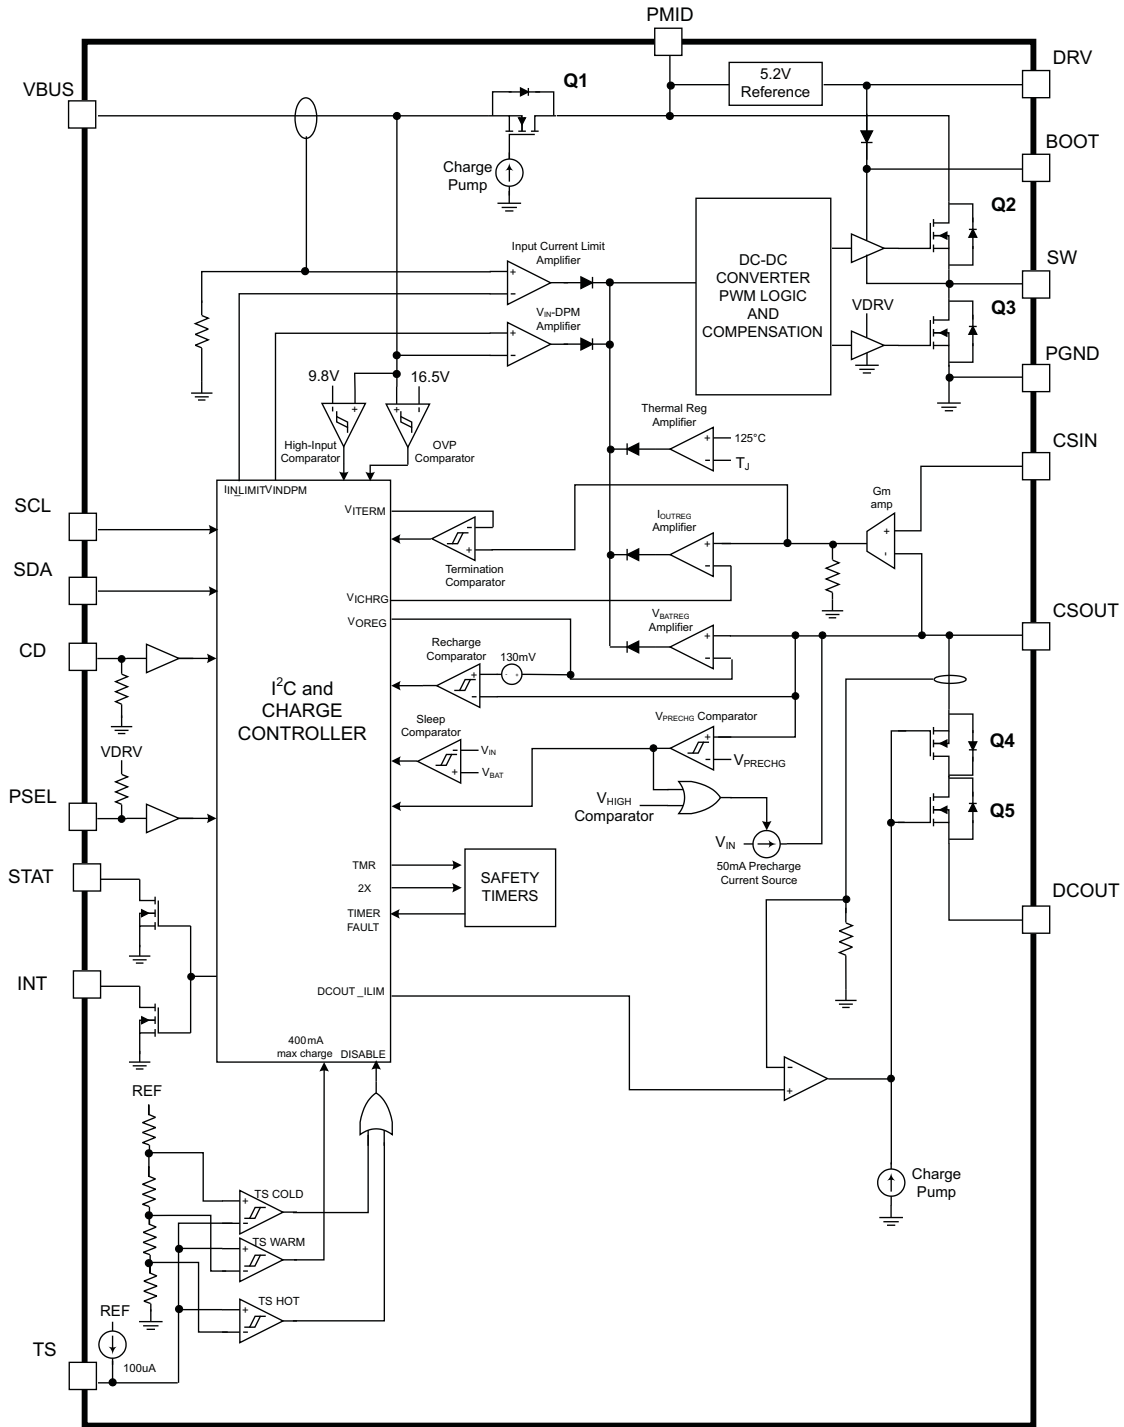 PMID
DRV
5.2V
Reference
Q1
VBUS
BOOT
Charge
Pump
Q2
Input Current Limit
Amplifier
DC-DC
CONVERTER
PWM LOGIC
AND
COMPENSATION
SW
VDRV
Q3
VIN-DPM
Amplifier
PGND
9.8V
16.5V
Thermal Reg
Amplifier
125°C
TJ
High-Input
Comparator
OVP
Comparator
CSIN
IIN_LIMIT
VINDPM
Gm
amp
+
-
SCL
VITERM
IOUTREG
Amplifier
Termination
Comparator
SDA
VICHRG
VOREG
VBATREG
Amplifier
CSOUT
CD
Recharge
Comparator
130mV
I2C and
CHARGE
CONTROLLER
Sleep
Comparator
VIN
VBAT
VPRECHG Comparator
VPRECHG
Q4
VDRV
PSEL
VHIGH
Comparator
Q5
VIN
50mA Precharge
Current Source
STAT
TMR
2X
TIMER
FAULT
SAFETY
TIMERS
DCOUT
INT
DCOUT_ILIM
400mA
max charge
DISABLE
REF
Charge
Pump
TS COLD
TS WARM
TS HOT
REF
TS
100uA